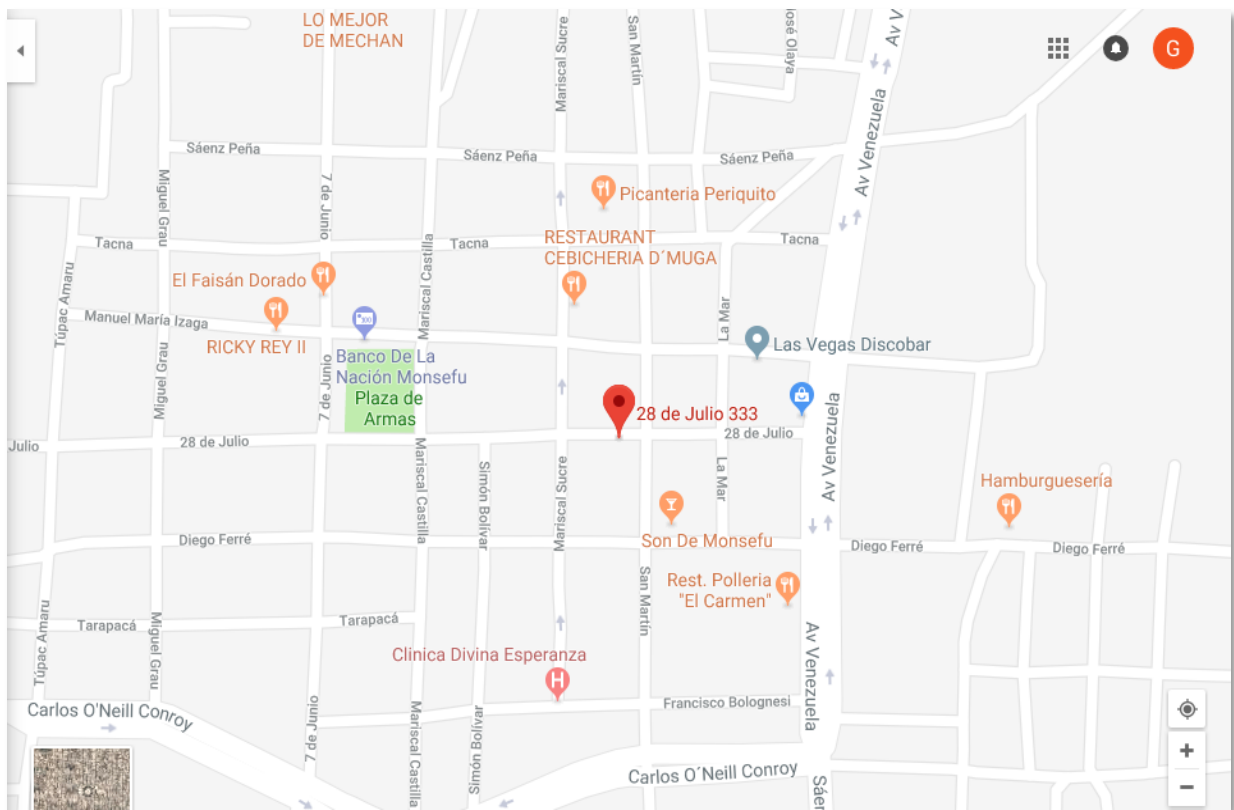 LO MEJOR
DE MECHAN
Mariscal Sucre
San Martín
José Olaya
Av V
G
Sáenz Peña
Sáenz Peña
Sáenz Peña
Av Venezuela
Miguel Grau
7 de Junio
Picanteria Periquito
Tacna
Tacna
Tacna
RESTAURANT
CEBICHERIA D´MUGA
Mariscal Castilla
Túpac Amaru
El Faisán Dorado
Manuel María Izaga
RICKY REY II
La Mar
Las Vegas Discobar
Banco De La
Nación Monsefu
Plaza de
Armas
Miguel Grau
7 de Junio
28 de Julio 333
Julio
28 de Julio
28 de Julio
Av Venezuela
Mariscal Castilla
Simón Bolívar
Mariscal Sucre
La Mar
Hamburguesería
Diego Ferré
Son De Monsefu
Diego Ferré
Diego Ferré
Rest. Polleria
"El Carmen"
San Martín
Túpac Amaru
Tarapacá
Miguel Grau
Tarapacá
Clinica Divina Esperanza
Av Venezuela
Francisco Bolognesi
Carlos O'Neill Conroy
7 de Junio
Mariscal Castilla
Simón Bolívar
Carlos O´Neill Conroy
Sáer